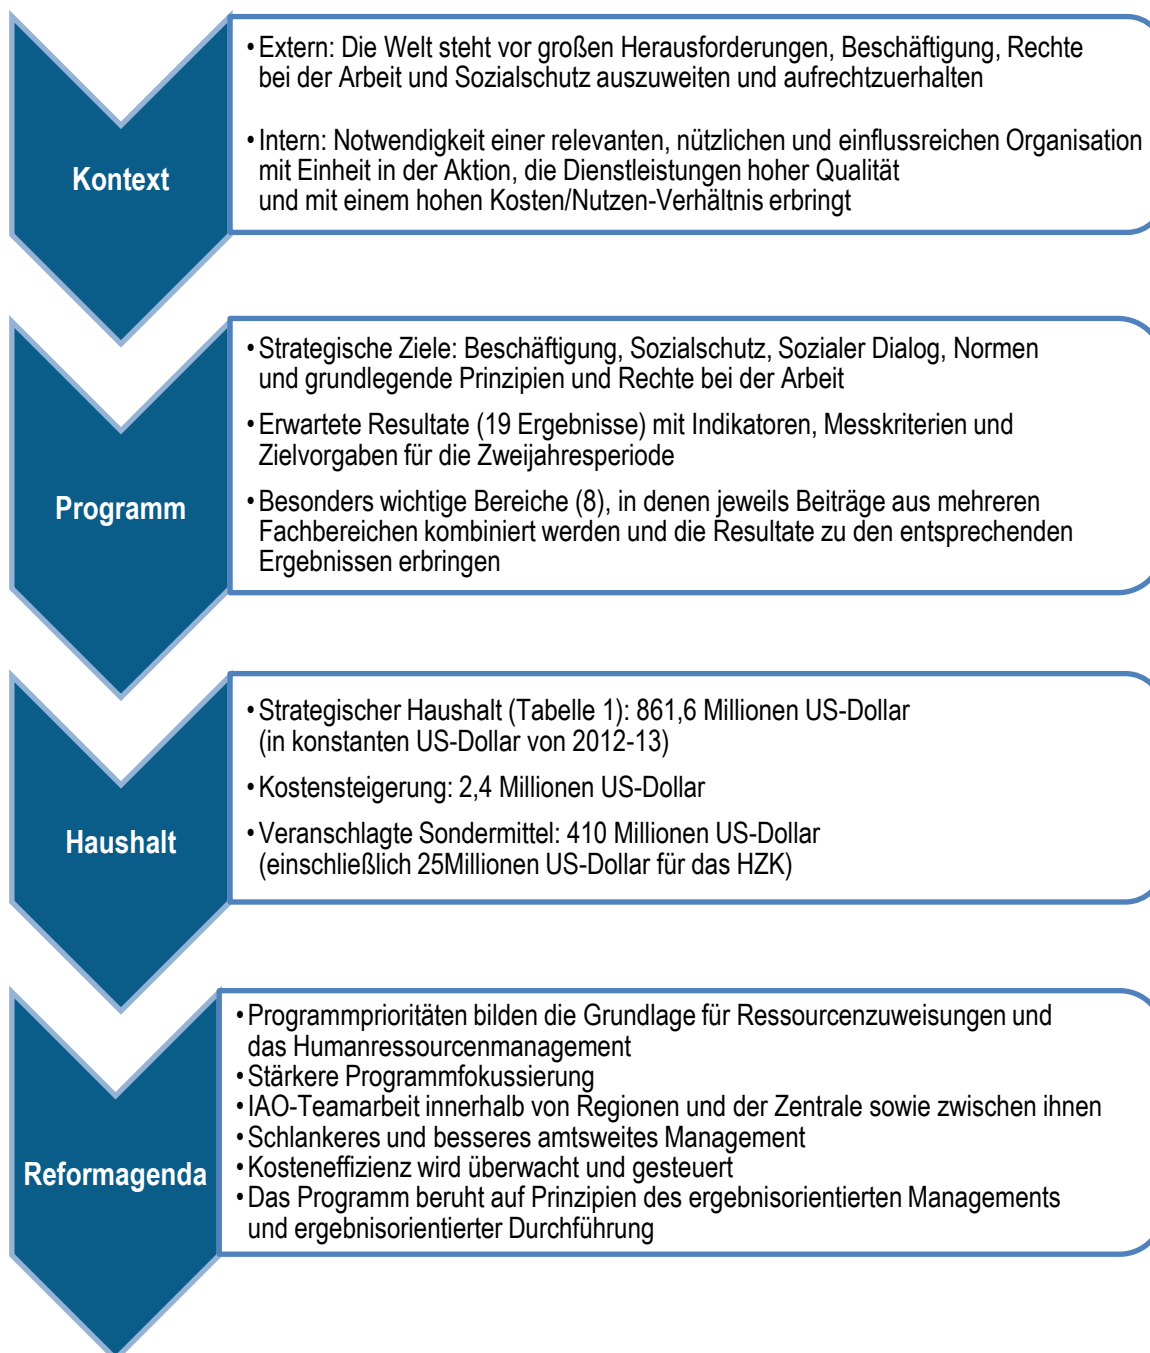 Kontext
• Extern: Die Welt steht vor großen Herausforderungen, Beschäftigung, Rechte
bei der Arbeit und Sozialschutz auszuweiten und aufrechtzuerhalten
• Intern: Notwendigkeit einer relevanten, nützlichen und einflussreichen Organisation
mit Einheit in der Aktion, die Dienstleistungen hoher Qualität
und mit einem hohen Kosten/Nutzen-Verhältnis erbringt
Programm
• Strategische Ziele: Beschäftigung, Sozialschutz, Sozialer Dialog, Normen
und grundlegende Prinzipien und Rechte bei der Arbeit
• Erwartete Resultate (19 Ergebnisse) mit Indikatoren, Messkriterien und
Zielvorgaben für die Zweijahresperiode
• Besonders wichtige Bereiche (8), in denen jeweils Beiträge aus mehreren
Fachbereichen kombiniert werden und die Resultate zu den entsprechenden
Ergebnissen erbringen
Haushalt
• Strategischer Haushalt (Tabelle 1): 861,6 Millionen US-Dollar
(in konstanten US-Dollar von 2012-13)
• Kostensteigerung: 2,4 Millionen US-Dollar
• Veranschlagte Sondermittel: 410 Millionen US-Dollar
(einschließlich 25Millionen US-Dollar für das HZK)
Reformagenda
• Programmprioritäten bilden die Grundlage für Ressourcenzuweisungen und
das Humanressourcenmanagement
• Stärkere Programmfokussierung
• IAO-Teamarbeit innerhalb von Regionen und der Zentrale sowie zwischen ihnen
• Schlankeres und besseres amtsweites Management
• Kosteneffizienz wird überwacht und gesteuert
• Das Programm beruht auf Prinzipien des ergebnisorientierten Managements
und ergebnisorientierter Durchführung